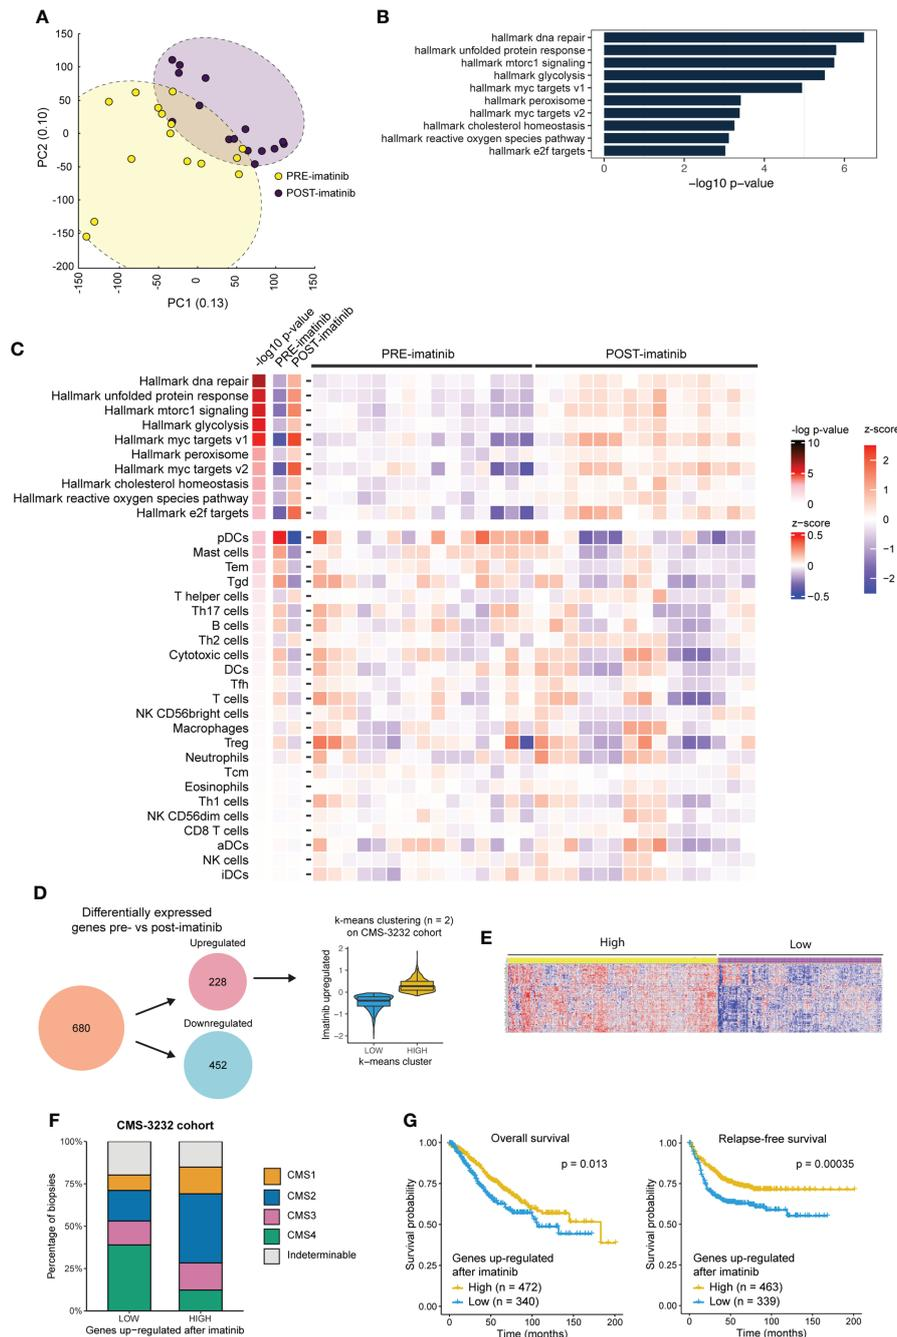 A
150
100
50
0
-50
-100
-150
-200
PC2 (0.10)
-150
-100
-50
0
50
100
150
PC1 (0.13)
PRE-imatinib
POST-imatinib
B
hallmark dna repair
hallmark unfolded protein response
hallmark mtorc1 signaling
hallmark glycolysis
hallmark myc targets v1
hallmark peroxisome
hallmark myc targets v2
hallmark cholesterol homeostasis
hallmark reactive oxygen species pathway
hallmark e2f targets
0 2 4 6
−log10 p−value
C
-log10 p-value
PRE-imatinib
POST-imatinib
PRE-imatinib
POST-imatinib
Hallmark dna repair
Hallmark unfolded protein response
Hallmark mtorc1 signaling
Hallmark glycolysis
Hallmark myc targets v1
Hallmark peroxisome
Hallmark myc targets v2
Hallmark cholesterol homeostasis
Hallmark reactive oxygen species pathway
Hallmark e2f targets
pDCs
Mast cells
Tem
Tgd
T helper cells
Th17 cells
B cells
Th2 cells
Cytotoxic cells
DCs
Tfh
T cells
NK CD56bright cells
Macrophages
Treg
Neutrophils
Tcm
Eosinophils
Th1 cells
NK CD56dim cells
CD8 T cells
aDCs
NK cells
iDCs
-log p-value
10
5
0
z-score
0.5
0
−0.5
z-score
2
1
0
−1
−2
D
Differentially expressed
genes pre- vs post-imatinib
680
Upregulated
228
Downregulated
452
k-means clustering (n = 2)
on CMS-3232 cohort
Imatinib upregulated
2
1
0
−1
−2
LOW HIGH
k−means cluster
E
High
Low
F
CMS-3232 cohort
Percentage of biopsies
100%
75%
50%
25%
0%
LOW HIGH
Genes up−regulated after imatinib
CMS1
CMS2
CMS3
CMS4
Indeterminable
G
Overall survival
p = 0.013
Survival probability
1.00
0.75
0.50
0.25
0.00
Genes up-regulated
after imatinib
High (n = 472)
Low (n = 340)
0 50 100 150 200
Time (months)
Relapse-free survival
p = 0.00035
Survival probability
1.00
0.75
0.50
0.25
0.00
Genes up-regulated
after imatinib
High (n = 463)
Low (n = 339)
0 50 100 150 200
Time (months)